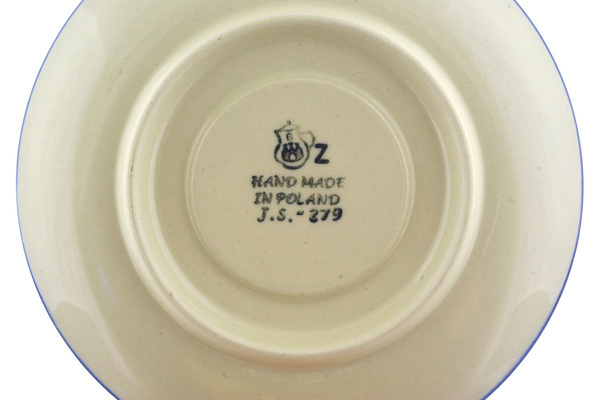 Z
HAND MADE
IN POLAND
J.S.-279